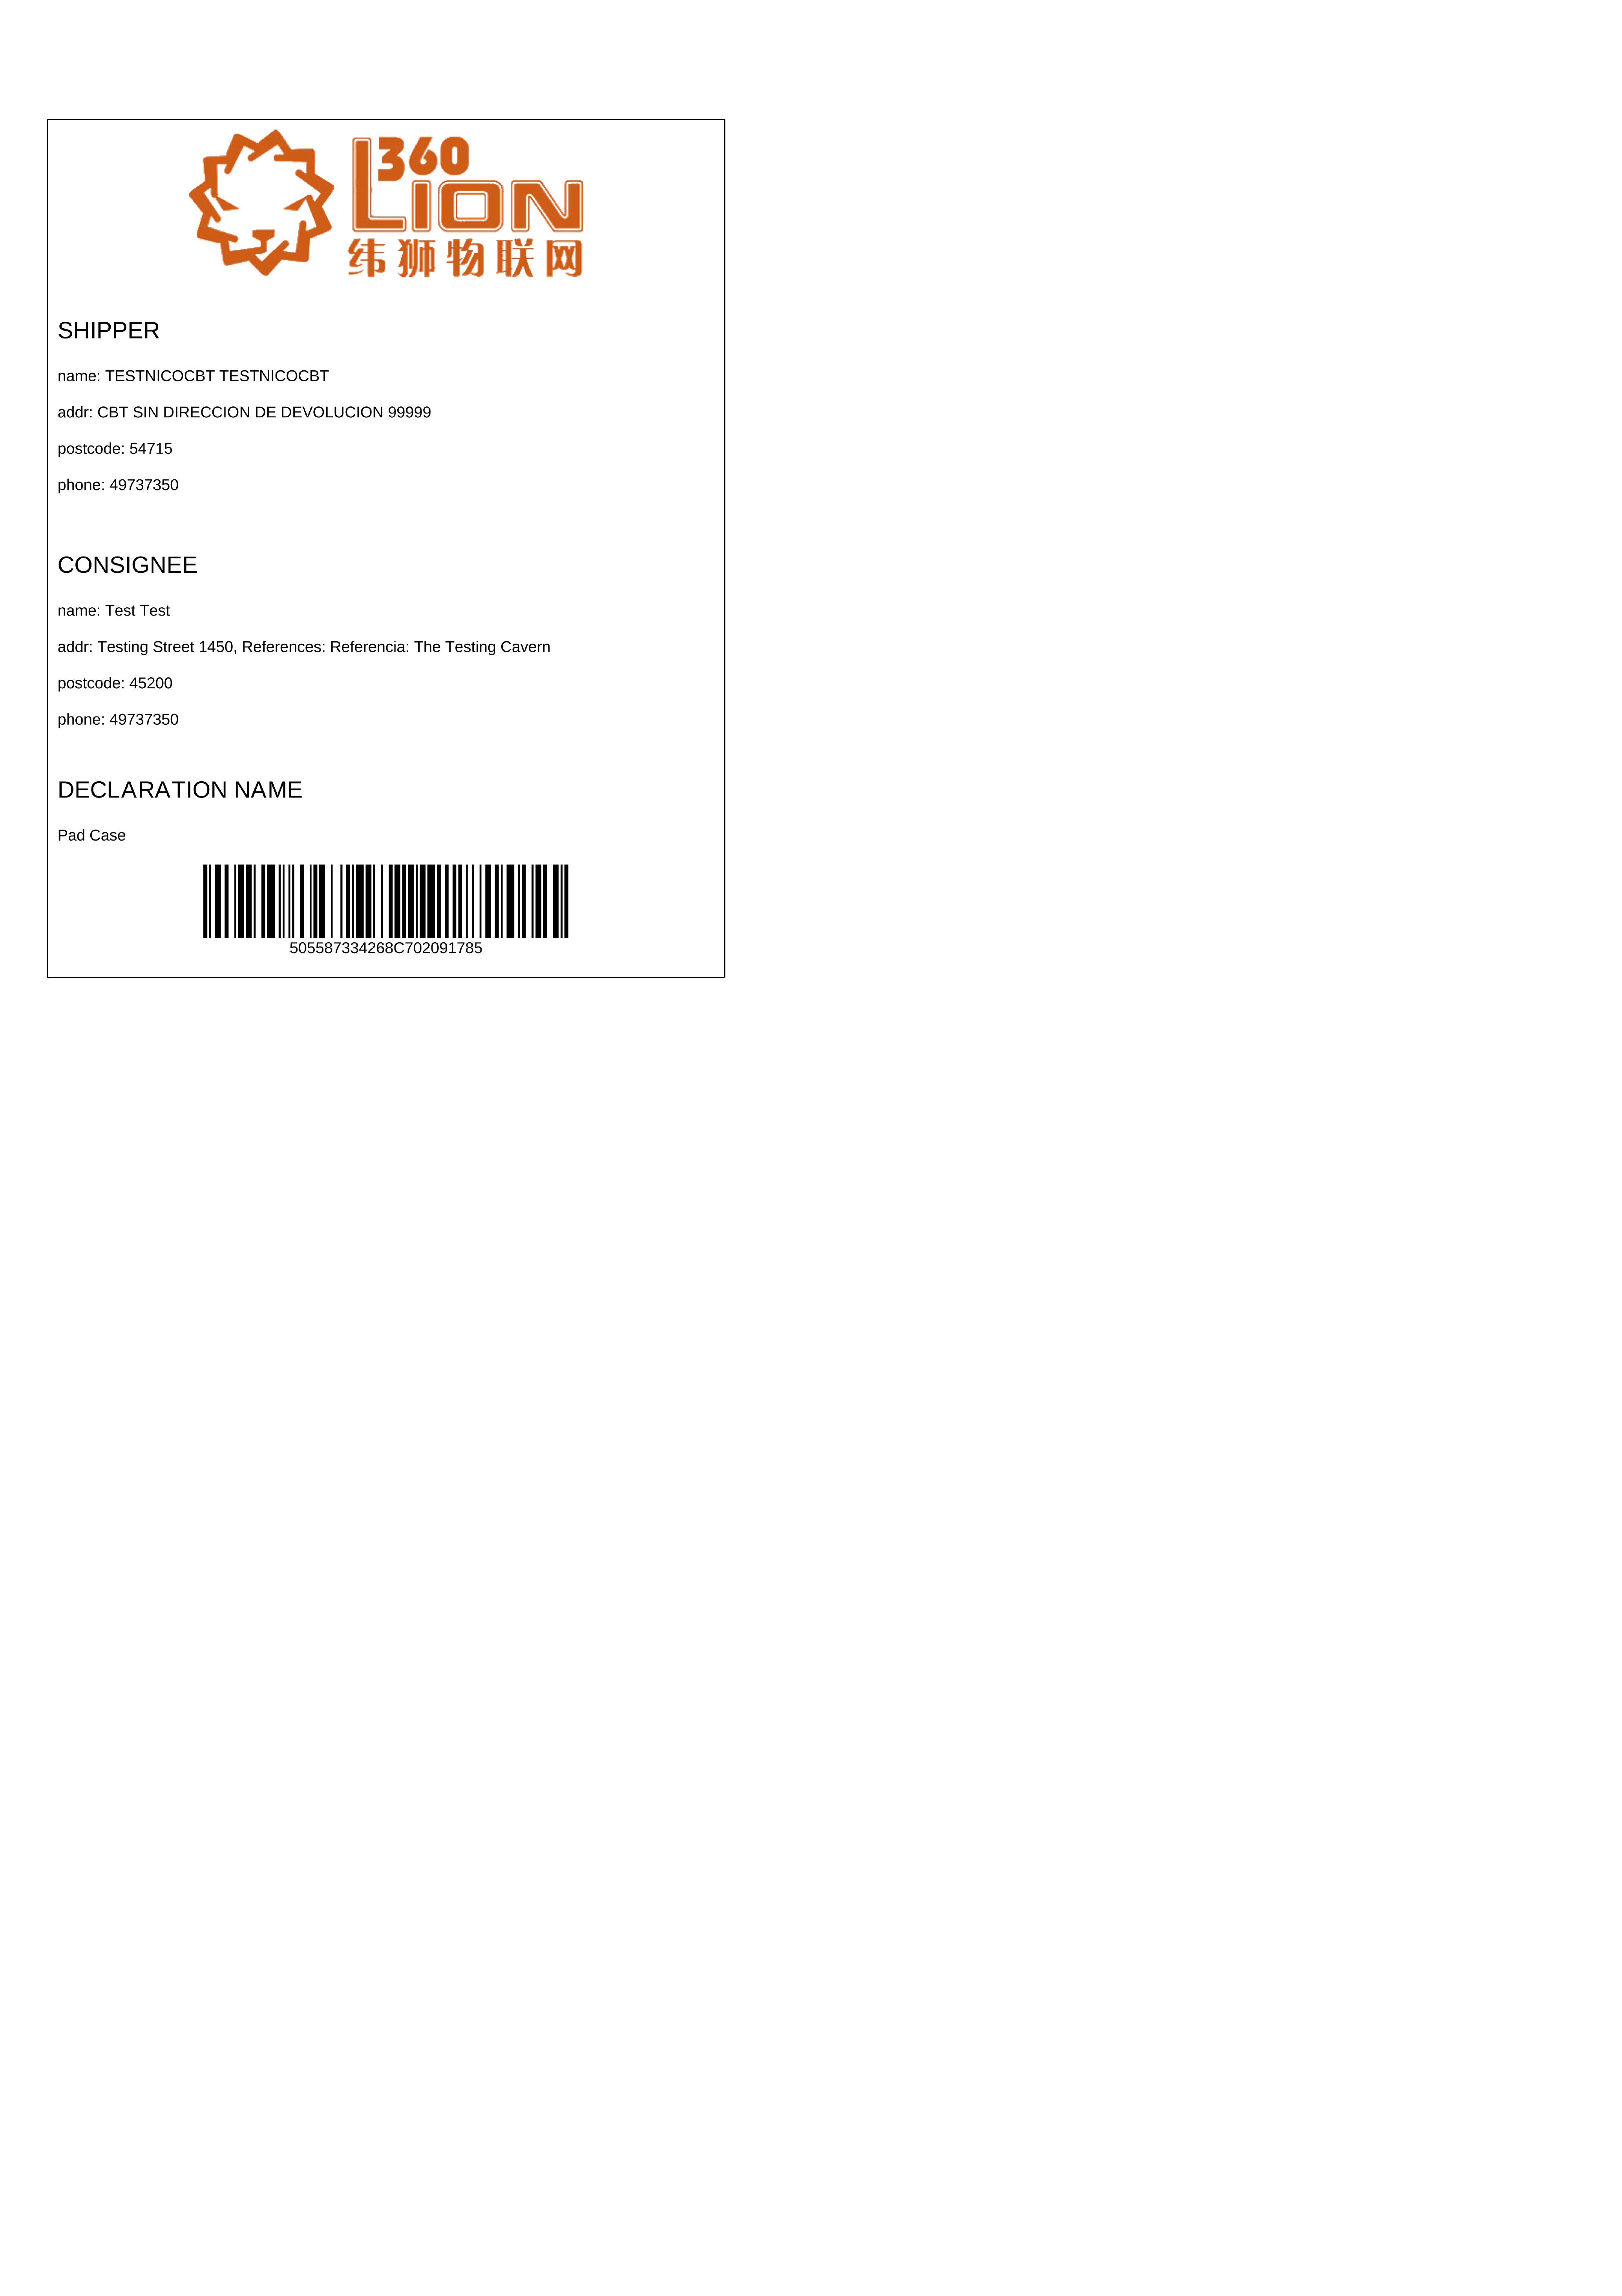 360
LION
纬狮物联网
SHIPPER
name: TESTNICOCBT TESTNICOCBT
addr: CBT SIN DIRECCION DE DEVOLUCION 99999
postcode: 54715
phone: 49737350
CONSIGNEE
name: Test Test
addr: Testing Street 1450, References: Referencia: The Testing Cavern
postcode: 45200
phone: 49737350
DECLARATION NAME
Pad Case
505587334268C702091785